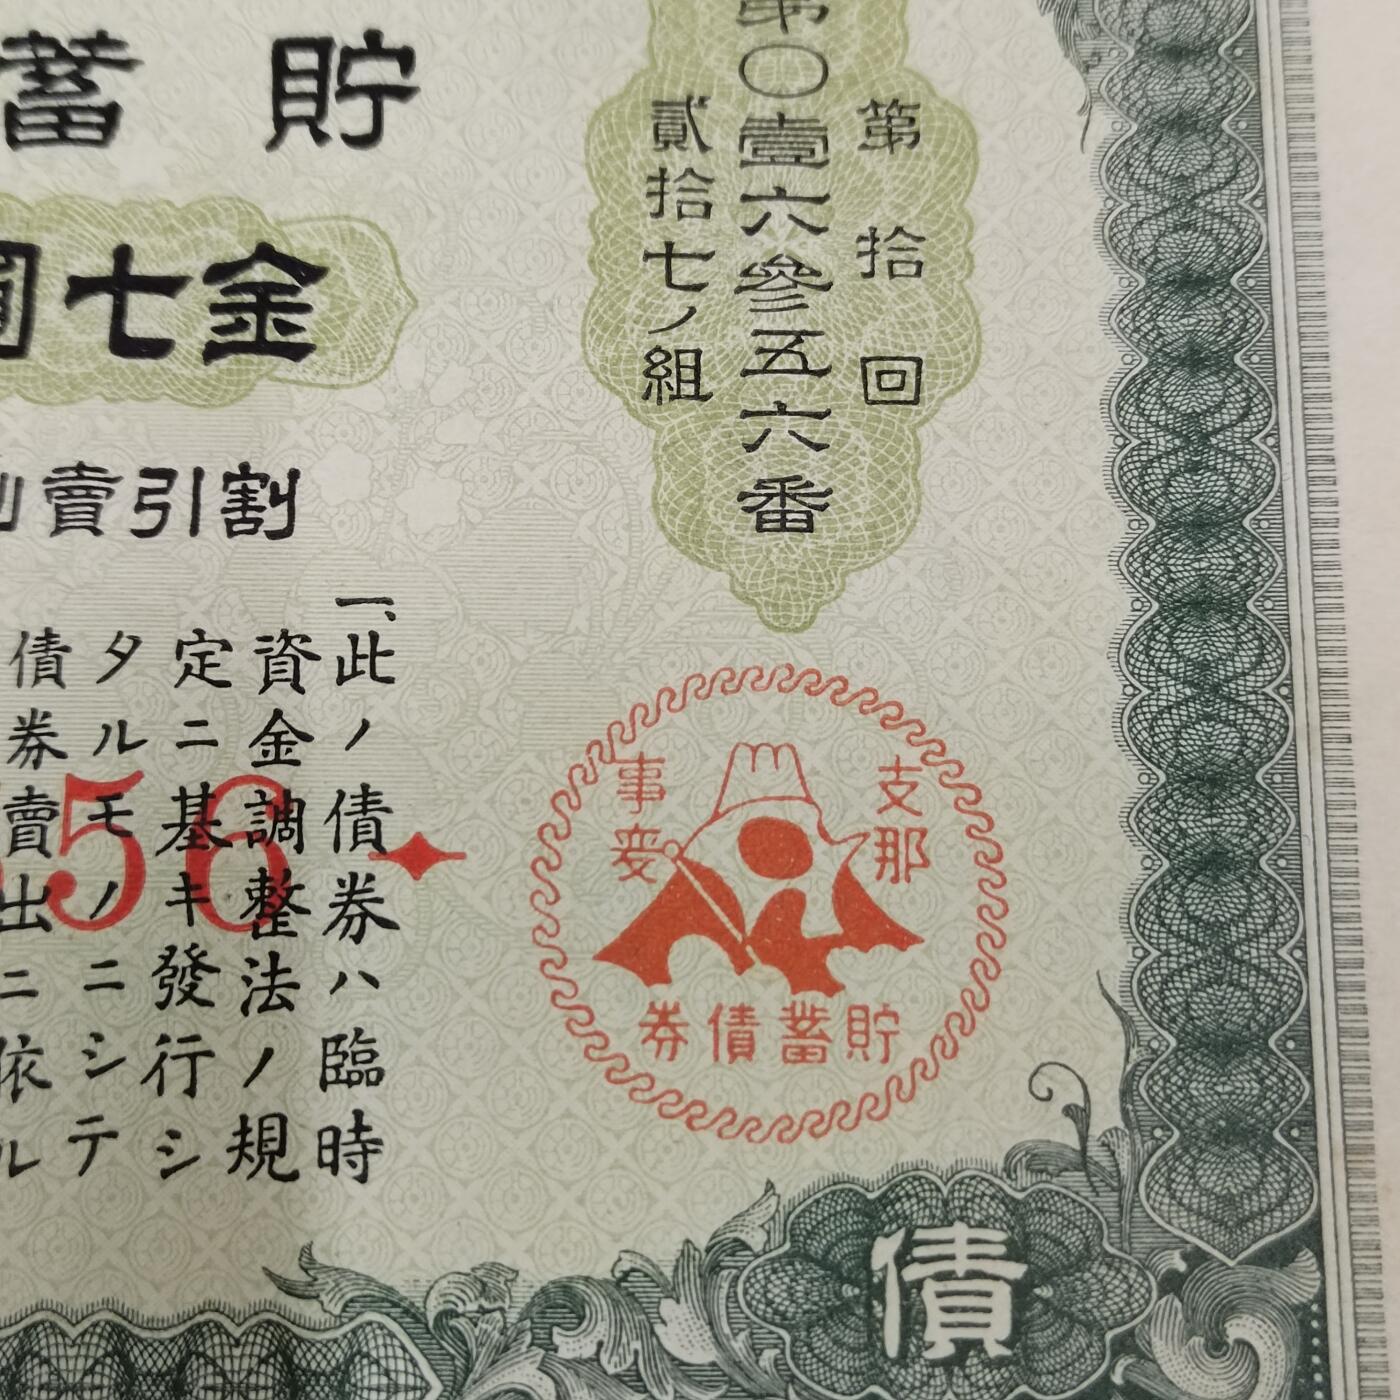 蓄貯
圓七金
賣引割
第拾回
第〇壹六參五六番
貳拾七ノ組
一、此ノ債券ハ臨時
資金調整法ノ規
定ニ基キ發行シ
タルモノニシテ
債券賣出ニ依ル
56
支那
事變
券債蓄貯
債